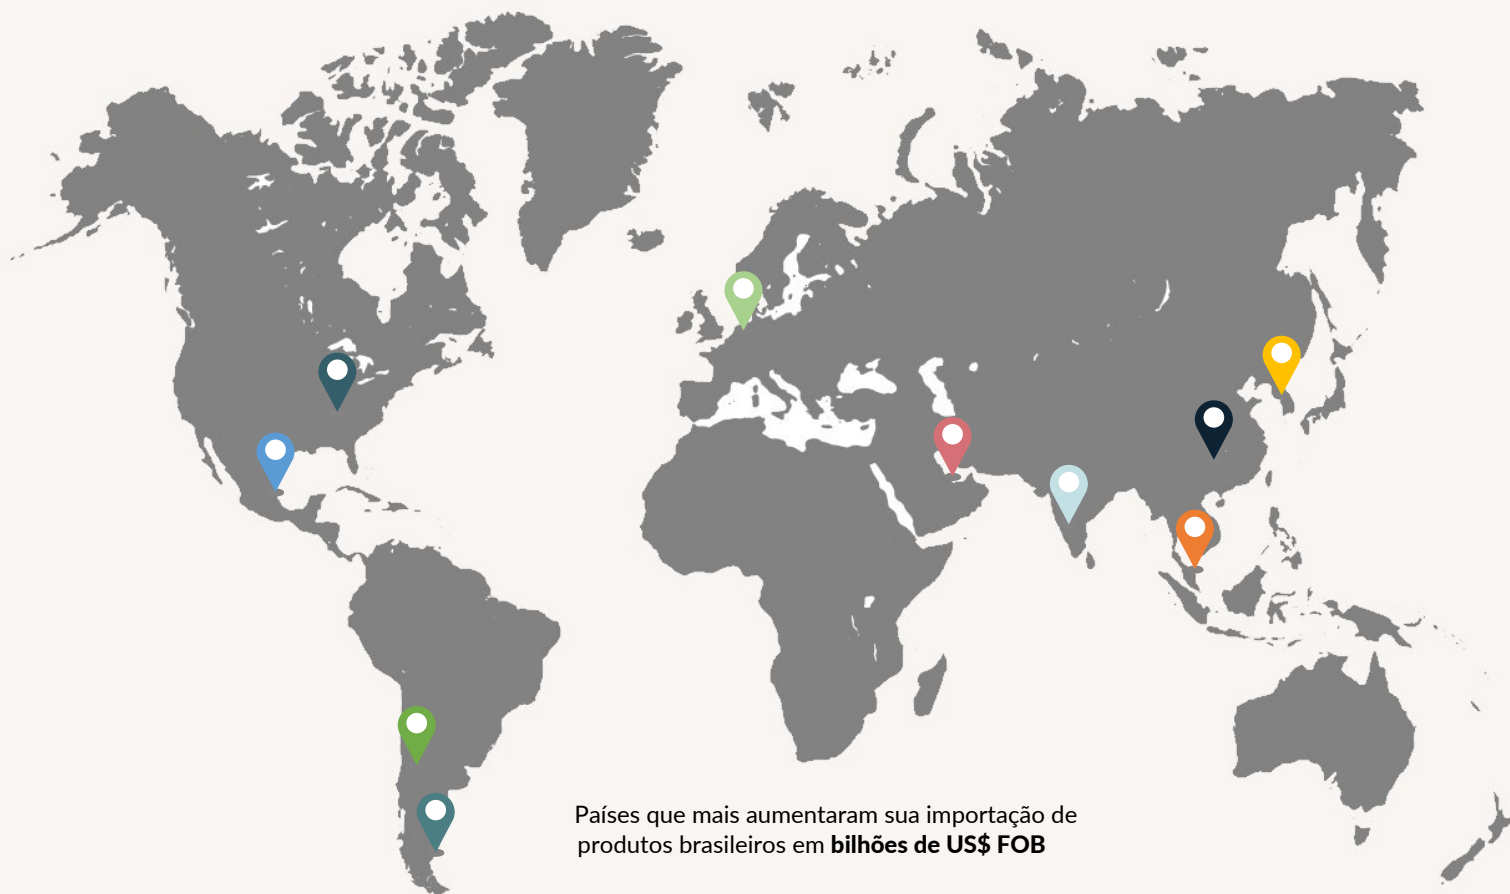 Países que mais aumentaram sua importação de
produtos brasileiros em bilhões de US$ FOB